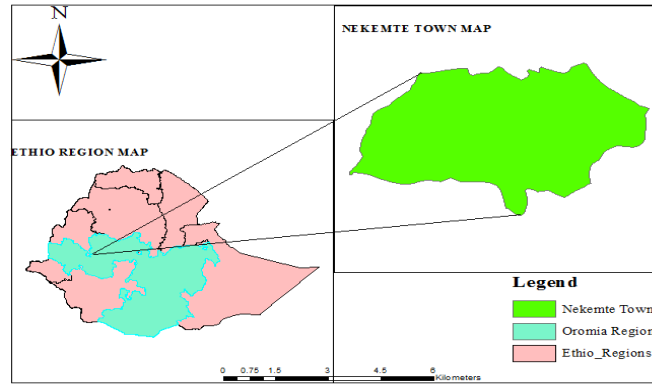 N
NEKEMTE TOWN MAP
ETHIO REGION MAP
Legend
Nekemte Town
Oromia Region
Ethio_Regions
0 0.75 1.5 3 4.5 6
Kilometers